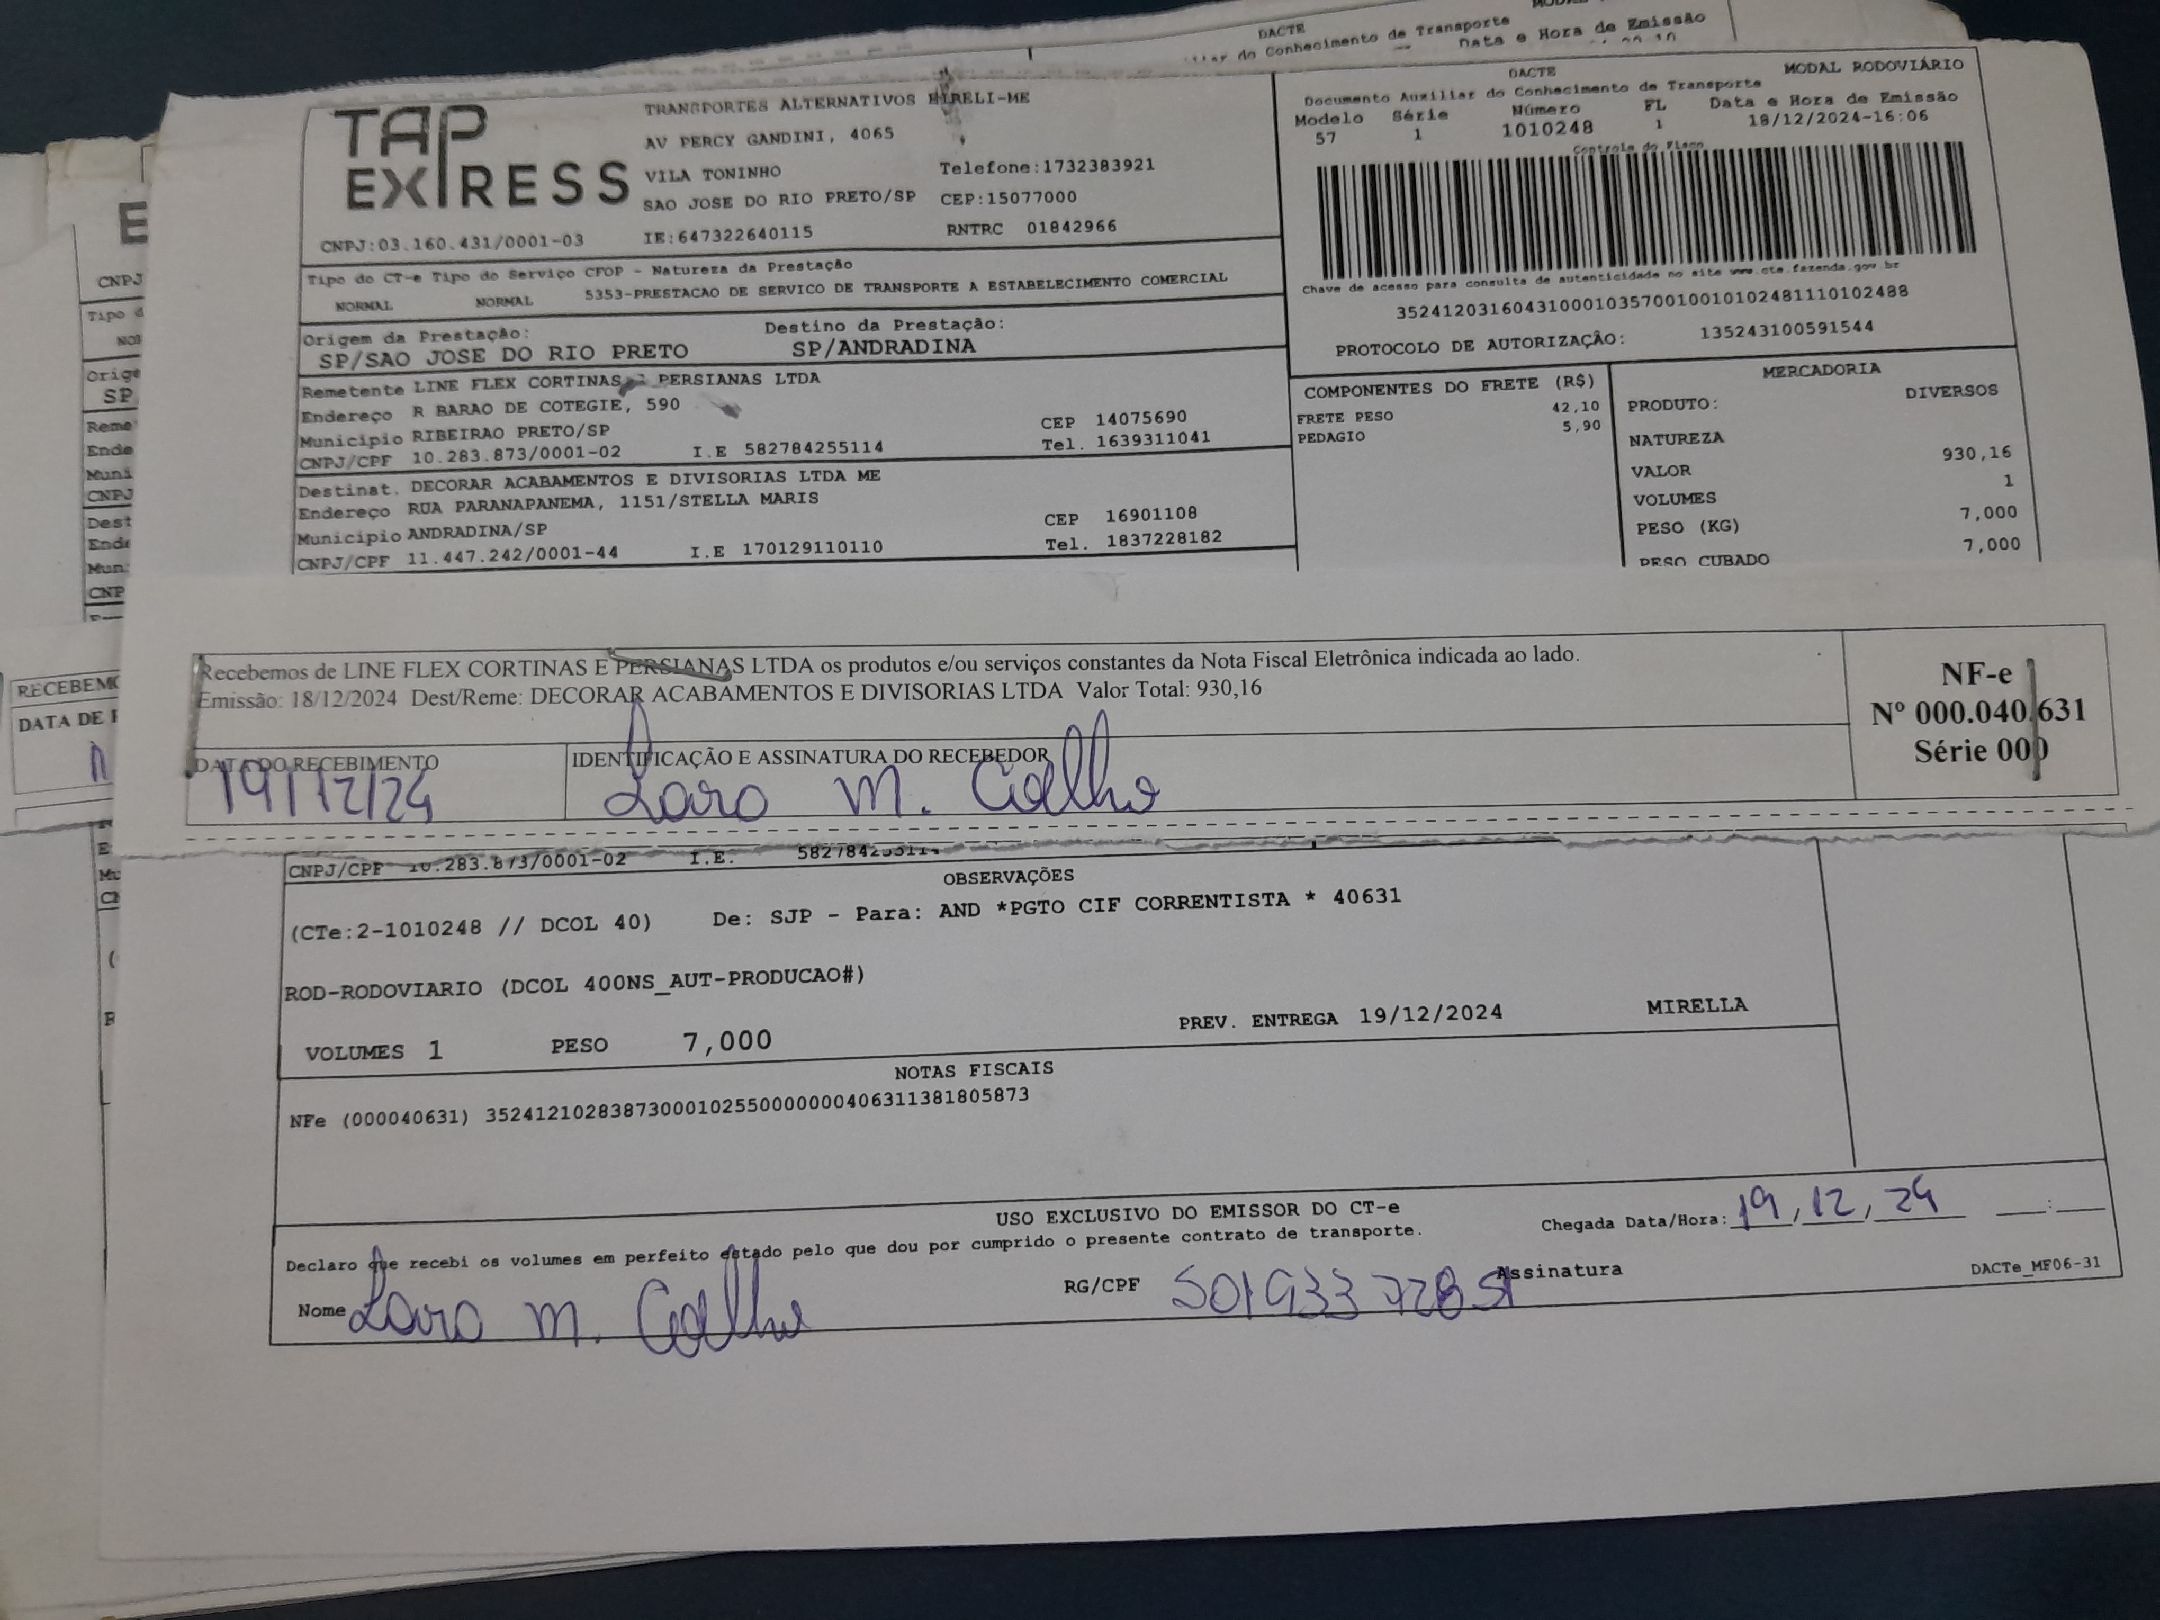 DACTE
do Conhecimento de Transporte
Data e Hora de Emissão
TAP EXPRESS
TRANSPORTES ALTERNATIVOS EIRELI-ME
AV PERCY GANDINI, 4065
VILA TONINHO Telefone:1732383921
SAO JOSE DO RIO PRETO/SP CEP:15077000
CNPJ:03.160.431/0001-03 IE:647322640115 RNTRC 01842966
DACTE MODAL RODOVIÁRIO
Documento Auxiliar do Conhecimento de Transporte
Modelo Série Número FL Data e Hora de Emissão
57 1 1010248 1 18/12/2024-16:06
Controle do Fisco
Chave de acesso para consulta de autenticidade no site www.cte.fazenda.gov.br
35241203160431000103570010010102481110102488
PROTOCOLO DE AUTORIZAÇÃO: 135243100591544
Tipo do CT-e Tipo do Serviço CFOP - Natureza da Prestação
NORMAL NORMAL 5353-PRESTACAO DE SERVICO DE TRANSPORTE A ESTABELECIMENTO COMERCIAL
Origem da Prestação: Destino da Prestação:
SP/SAO JOSE DO RIO PRETO SP/ANDRADINA
Remetente LINE FLEX CORTINAS E PERSIANAS LTDA
Endereço R BARAO DE COTEGIE, 590
Município RIBEIRAO PRETO/SP CEP 14075690
CNPJ/CPF 10.283.873/0001-02 I.E 582784255114 Tel. 1639311041
Destinat. DECORAR ACABAMENTOS E DIVISORIAS LTDA ME
Endereço RUA PARANAPANEMA, 1151/STELLA MARIS
Município ANDRADINA/SP CEP 16901108
CNPJ/CPF 11.447.242/0001-44 I.E 170129110110 Tel. 1837228182
COMPONENTES DO FRETE (R$)
FRETE PESO 42,10
PEDAGIO 5,90
MERCADORIA
PRODUTO: DIVERSOS
NATUREZA
VALOR 930,16
VOLUMES 1
PESO (KG) 7,000
PESO CUBADO 7,000
Recebemos de LINE FLEX CORTINAS E PERSIANAS LTDA os produtos e/ou serviços constantes da Nota Fiscal Eletrônica indicada ao lado.
Emissão: 18/12/2024 Dest/Reme: DECORAR ACABAMENTOS E DIVISORIAS LTDA Valor Total: 930,16
NF-e
Nº 000.040.631
Série 000
DATA DO RECEBIMENTO IDENTIFICAÇÃO E ASSINATURA DO RECEBEDOR
19/12/24 Lara M. Coelho
CNPJ/CPF 10.283.873/0001-02 I.E. 582784255114
OBSERVAÇÕES
(CTe:2-1010248 // DCOL 40) De: SJP - Para: AND *PGTO CIF CORRENTISTA * 40631
ROD-RODOVIARIO (DCOL 400NS_AUT-PRODUCAO#)
VOLUMES 1 PESO 7,000 PREV. ENTREGA 19/12/2024 MIRELLA
NOTAS FISCAIS
NFe (000040631) 35241210283873000102550000000406311381805873
USO EXCLUSIVO DO EMISSOR DO CT-e
Declaro que recebi os volumes em perfeito estado pelo que dou por cumprido o presente contrato de transporte. Chegada Data/Hora: 19, 12, 24 :
Nome Lara M. Coelho RG/CPF Assinatura DACTe_MF06-31